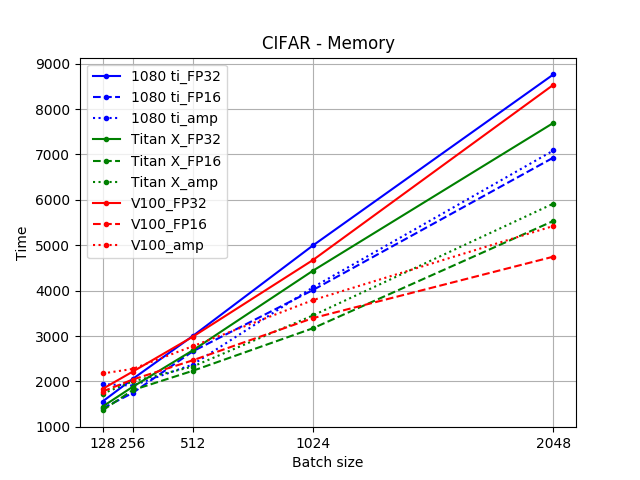 CIFAR - Memory
9000
8000
7000
6000
5000
4000
3000
2000
1000
Time
1080 ti_FP32
1080 ti_FP16
1080 ti_amp
Titan X_FP32
Titan X_FP16
Titan X_amp
V100_FP32
V100_FP16
V100_amp
128 256 512 1024 2048
Batch size